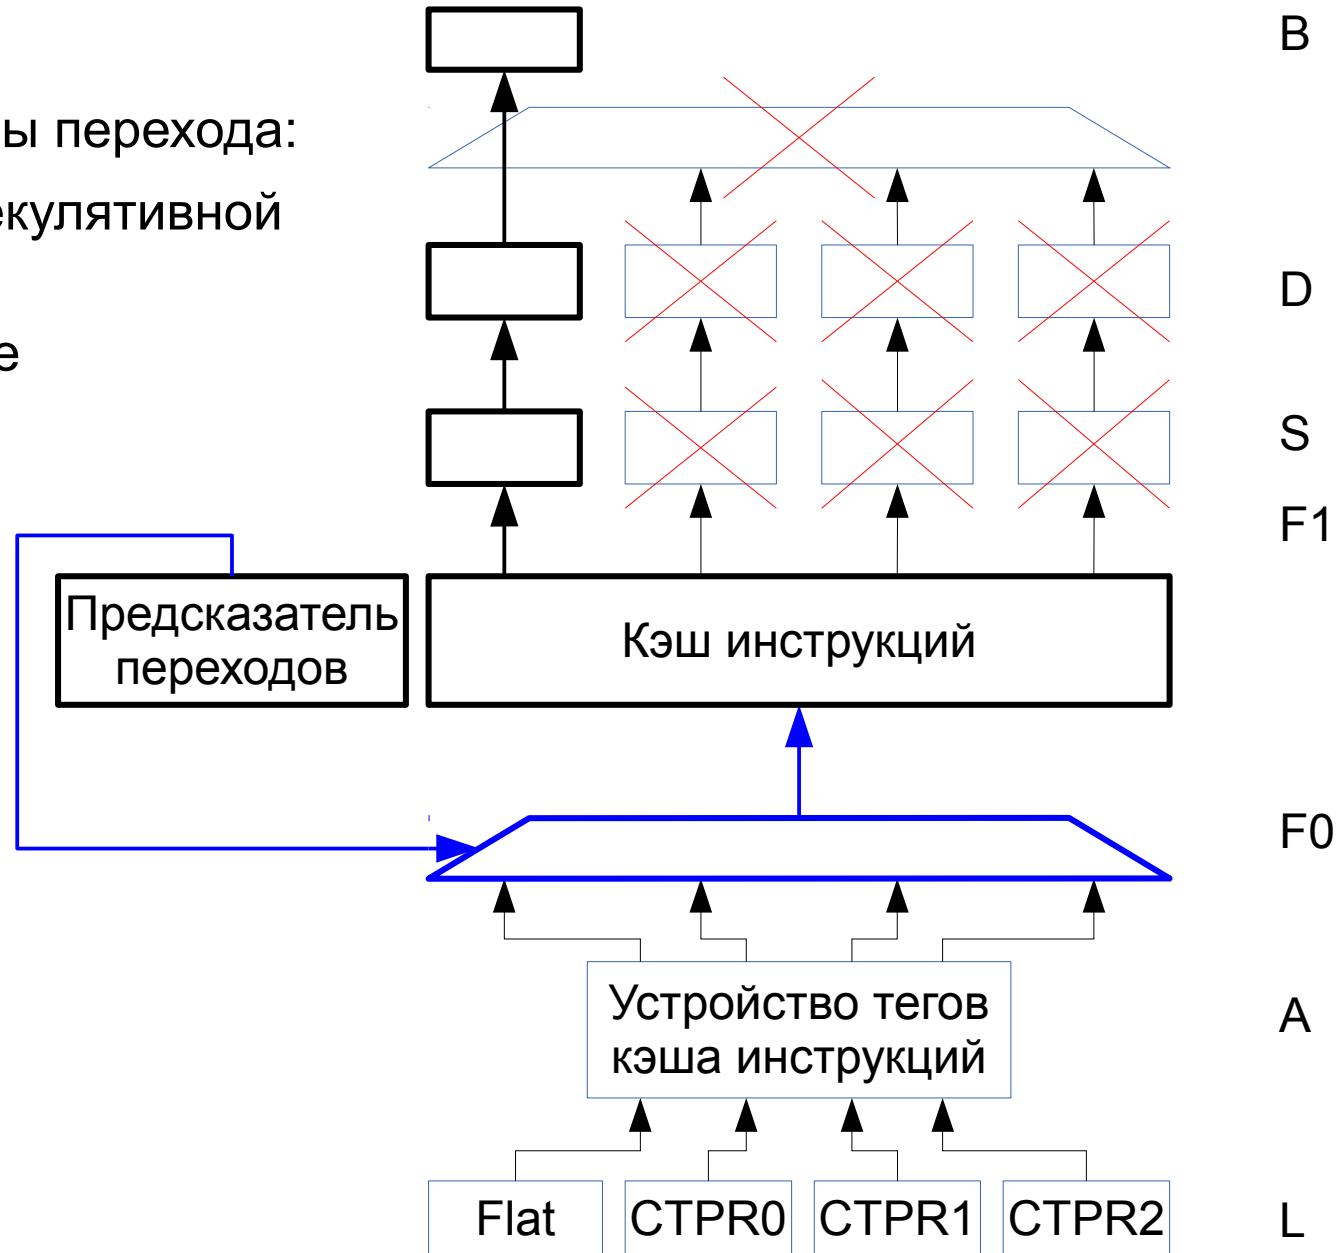 B
ы перехода:
екулятивной
D
е
S
F1
Предсказатель
переходов
Кэш инструкций
F0
Устройство тегов
кэша инструкций
A
Flat
CTPR0
CTPR1
CTPR2
L